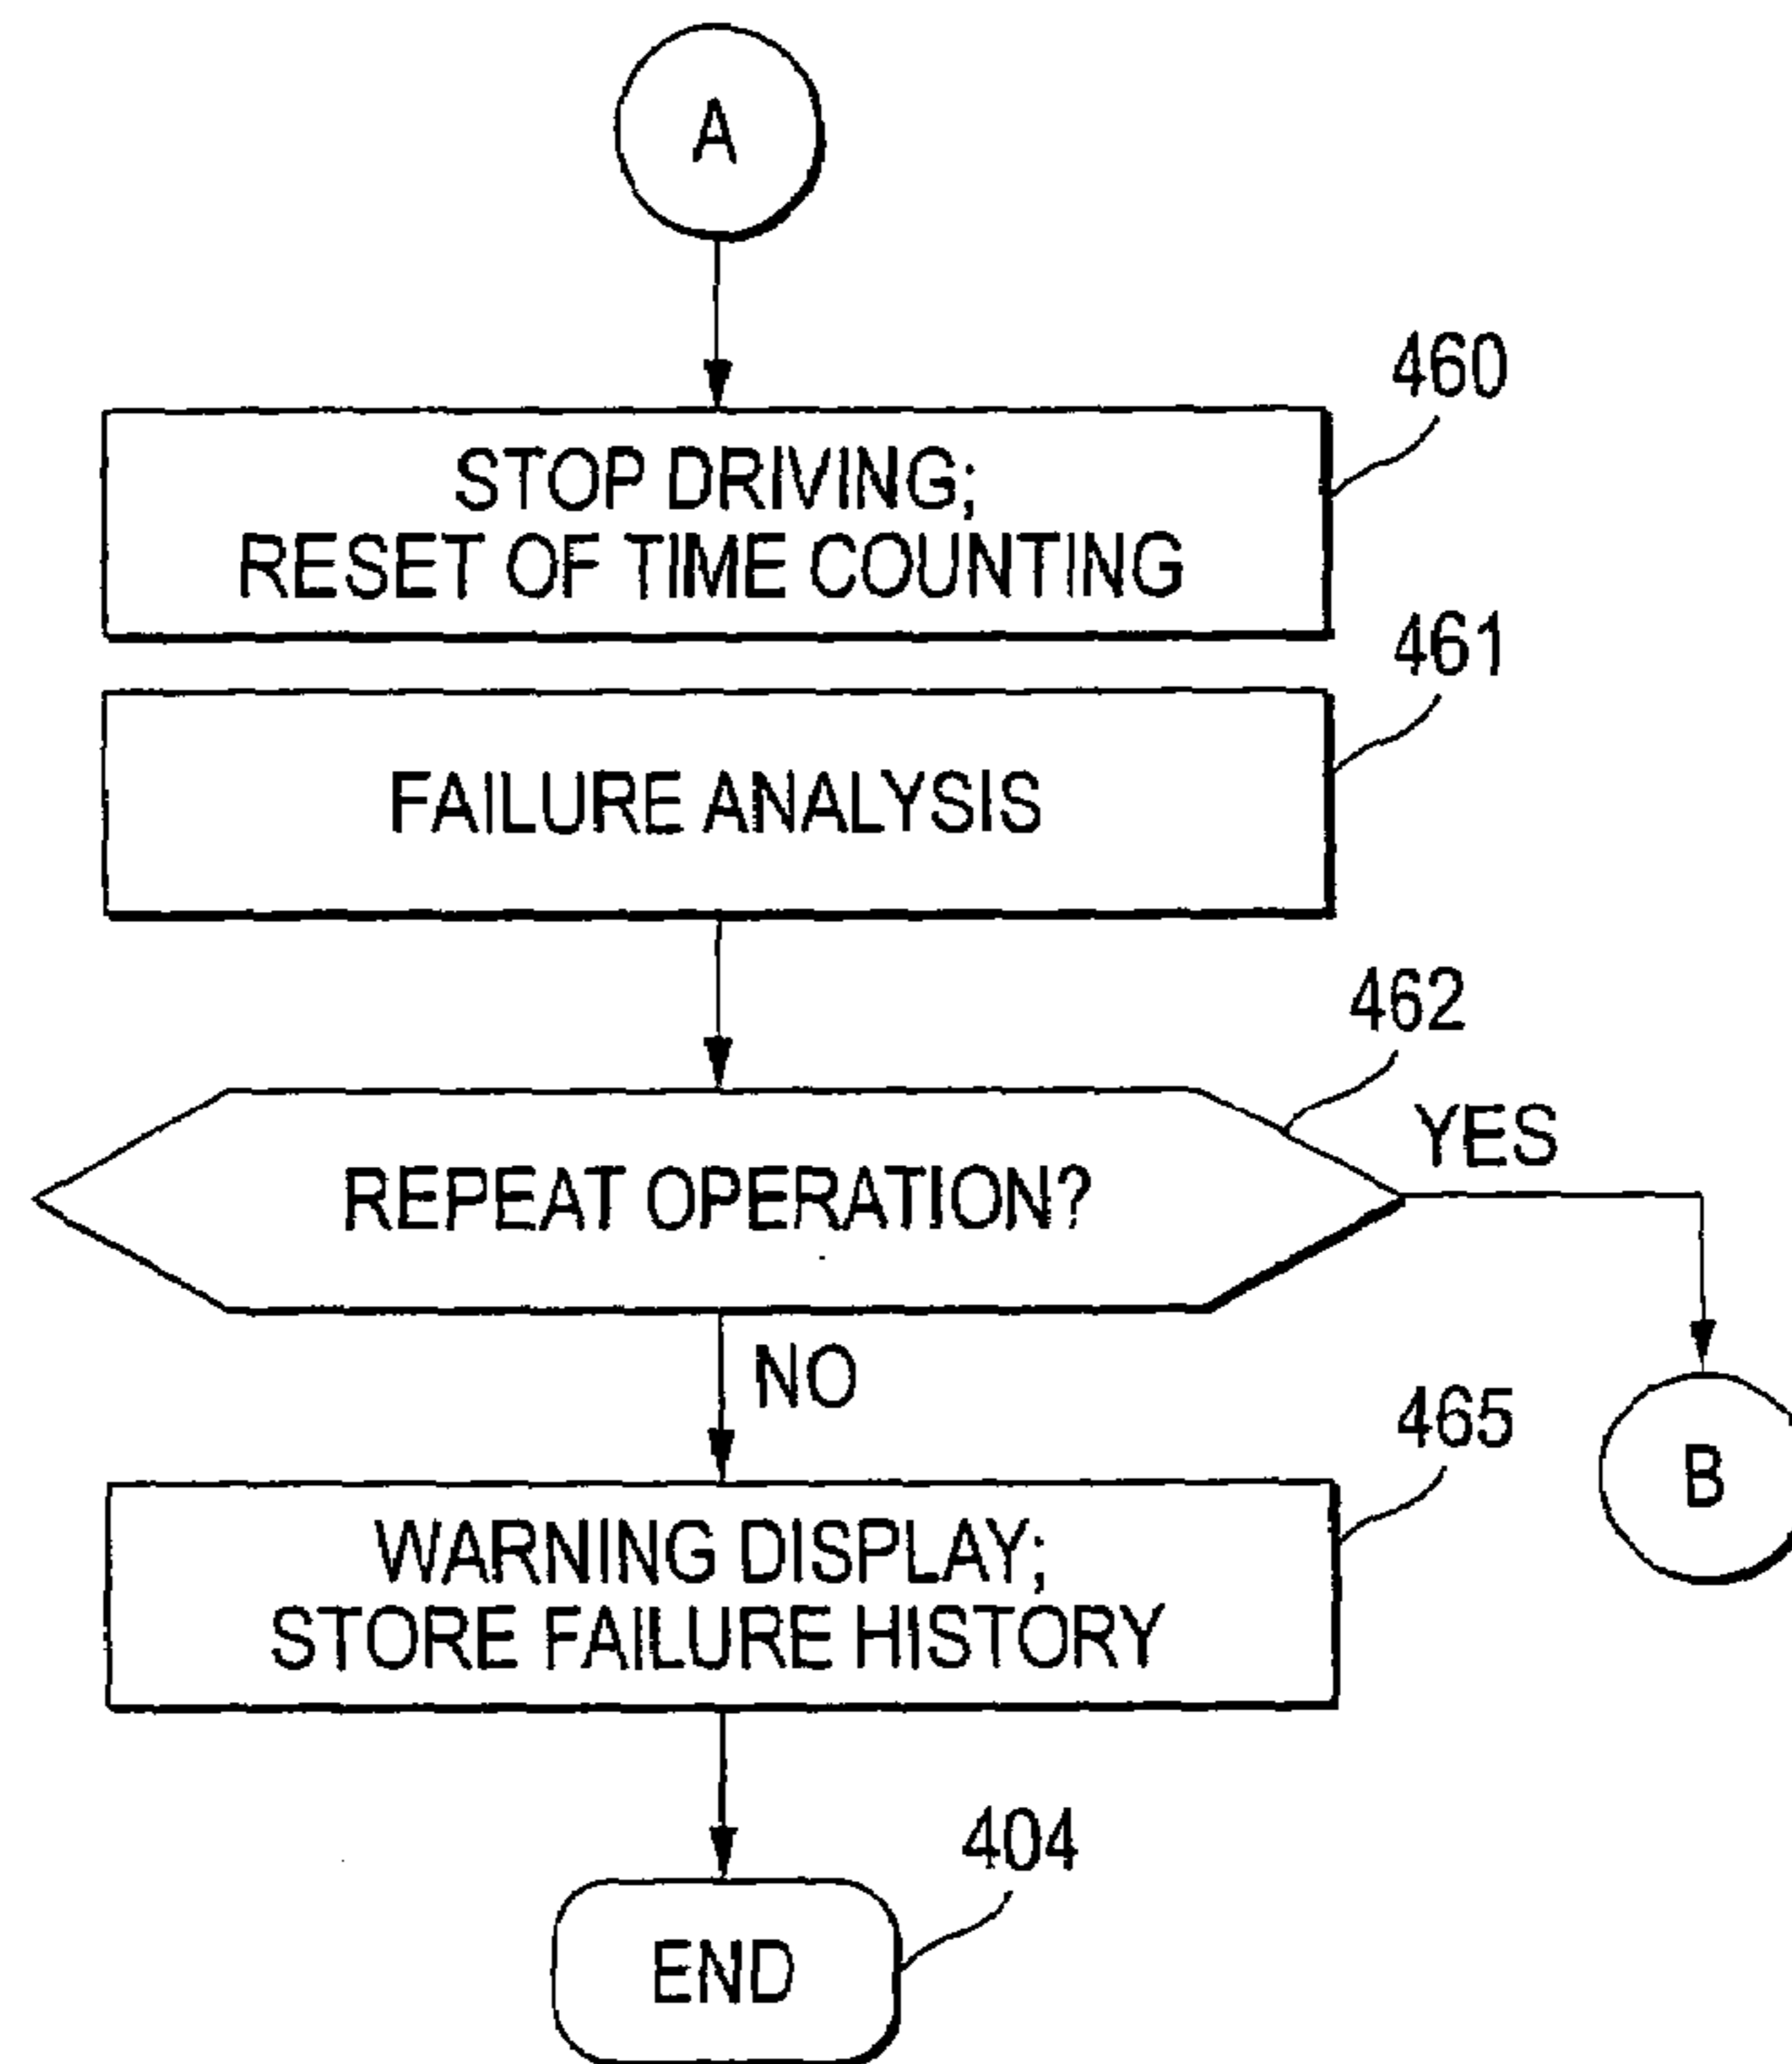 A
460
STOP DRIVING;
RESET OF TIME COUNTING
461
FAILURE ANALYSIS
462
REPEAT OPERATION?
YES
NO
B
465
WARNING DISPLAY;
STORE FAILURE HISTORY
404
END